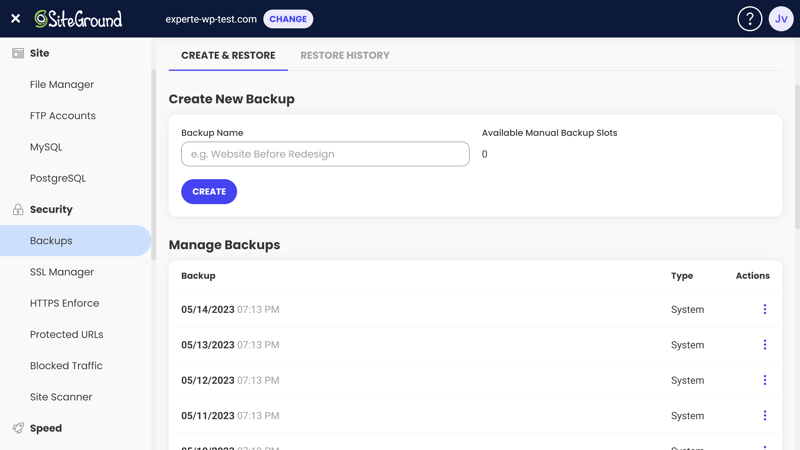 SiteGround
experte-wp-test.com CHANGE
? Jv
Site
File Manager
FTP Accounts
MySQL
PostgreSQL
Security
Backups
SSL Manager
HTTPS Enforce
Protected URLs
Blocked Traffic
Site Scanner
Speed
CREATE & RESTORE RESTORE HISTORY
Create New Backup
Backup Name Available Manual Backup Slots
e.g. Website Before Redesign 0
CREATE
Manage Backups
Backup Type Actions
05/14/2023 07:13 PM System
05/13/2023 07:13 PM System
05/12/2023 07:13 PM System
05/11/2023 07:13 PM System